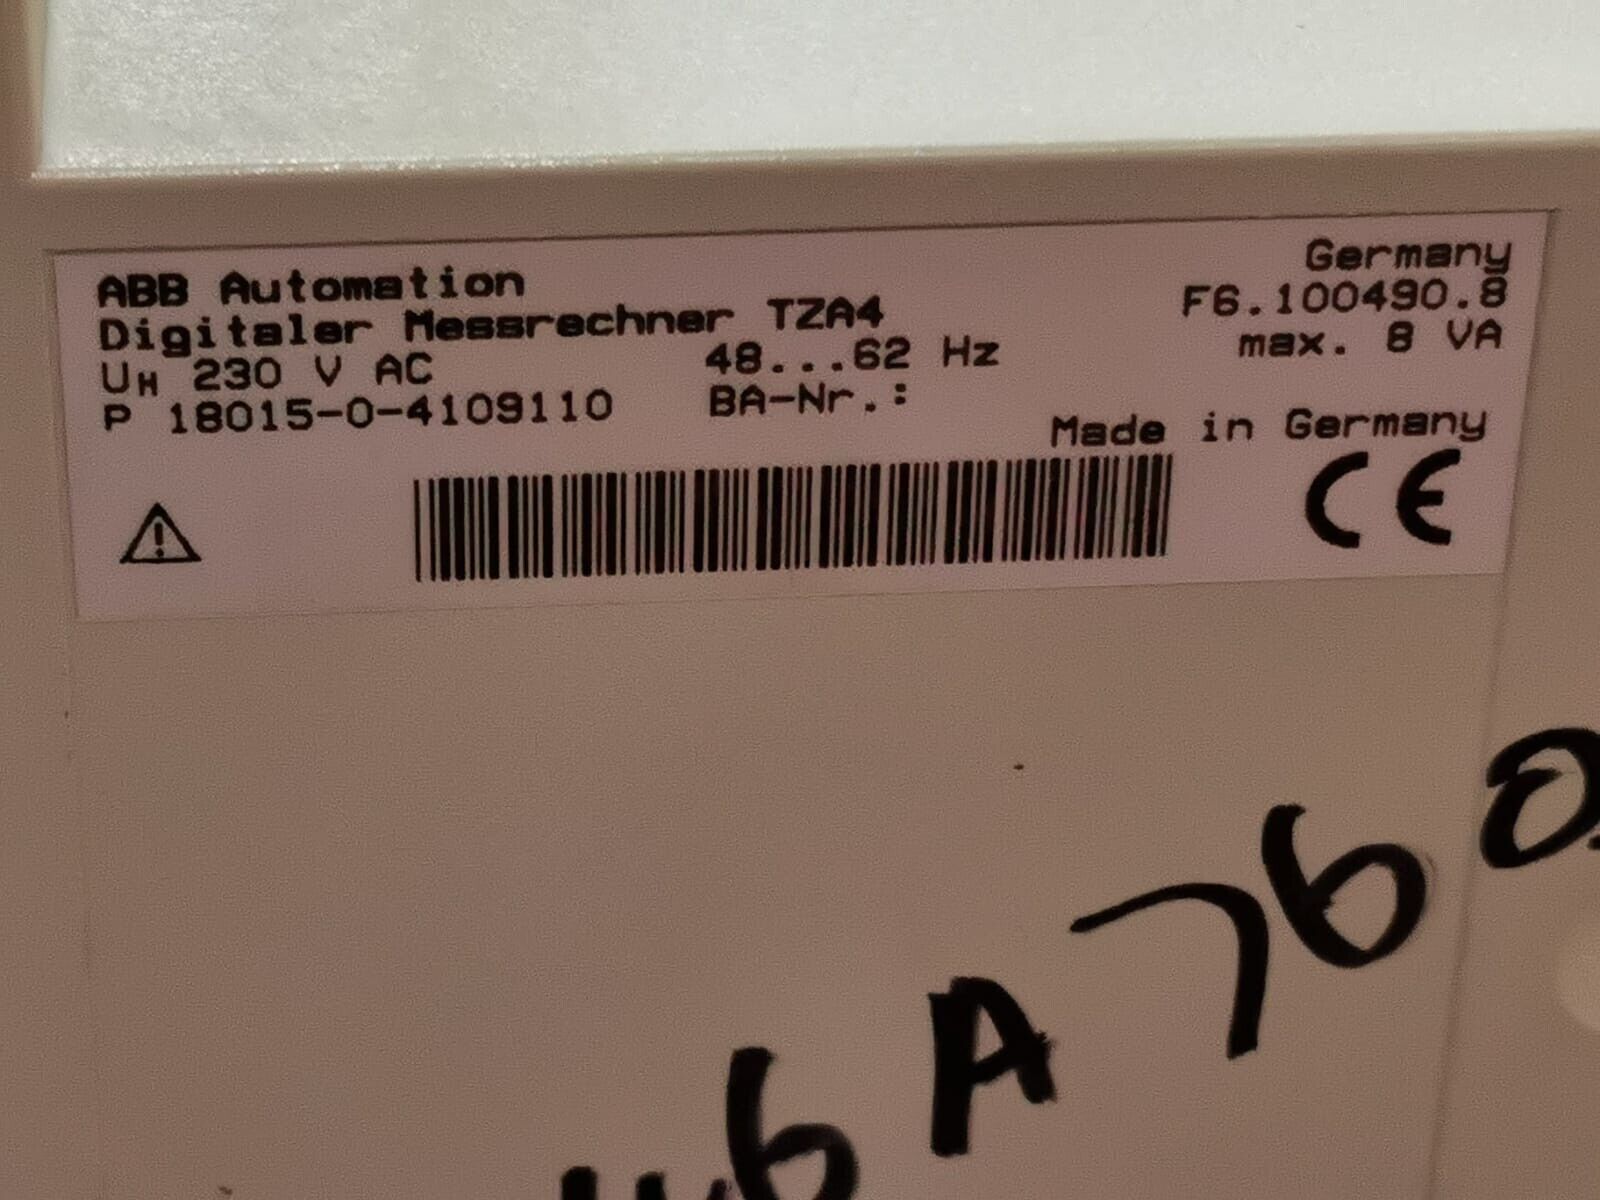 ABB Automation Germany
Digitaler Messrechner TZA4 F6.100490.8
UH 230 V AC 48...62 Hz max. 8 VA
P 18015-0-4109110 BA-Nr.:
Made in Germany
CE
6A760